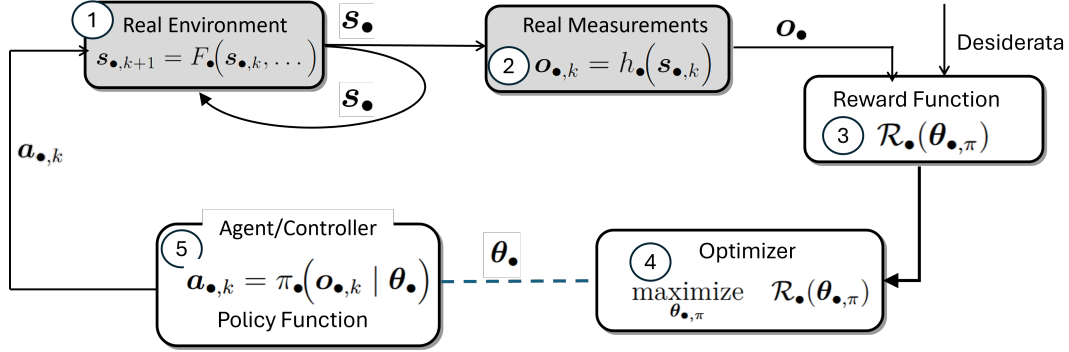 1
Real Environment
𝒔•,k+1 = F•(𝒔•,k, . . .)
𝒔•
𝒔•
Real Measurements
2
𝒐•,k = h•(𝒔•,k)
𝒐•
Desiderata
Reward Function
3
ℛ•(𝜽•,π)
𝒂•,k
5
Agent/Controller
𝒂•,k = π•(𝒐•,k | 𝜽•)
Policy Function
𝜽•
4
Optimizer
maximize ℛ•(𝜽•,π)
𝜽•,π